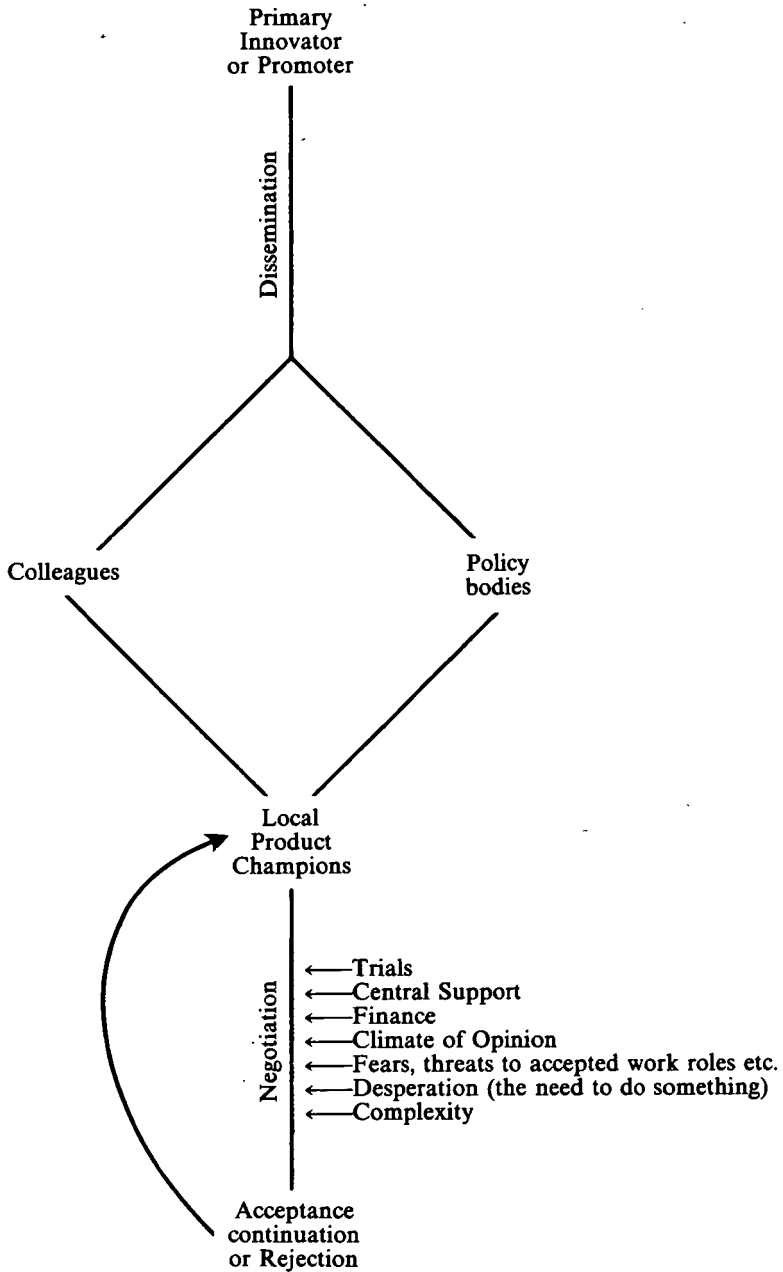 Primary
Innovator
or Promoter
Dissemination
Colleagues
Policy
bodies
Local
Product
Champions
Negotiation
Trials
Central Support
Finance
Climate of Opinion
Fears, threats to accepted work roles etc.
Desperation (the need to do something)
Complexity
Acceptance
continuation
or Rejection